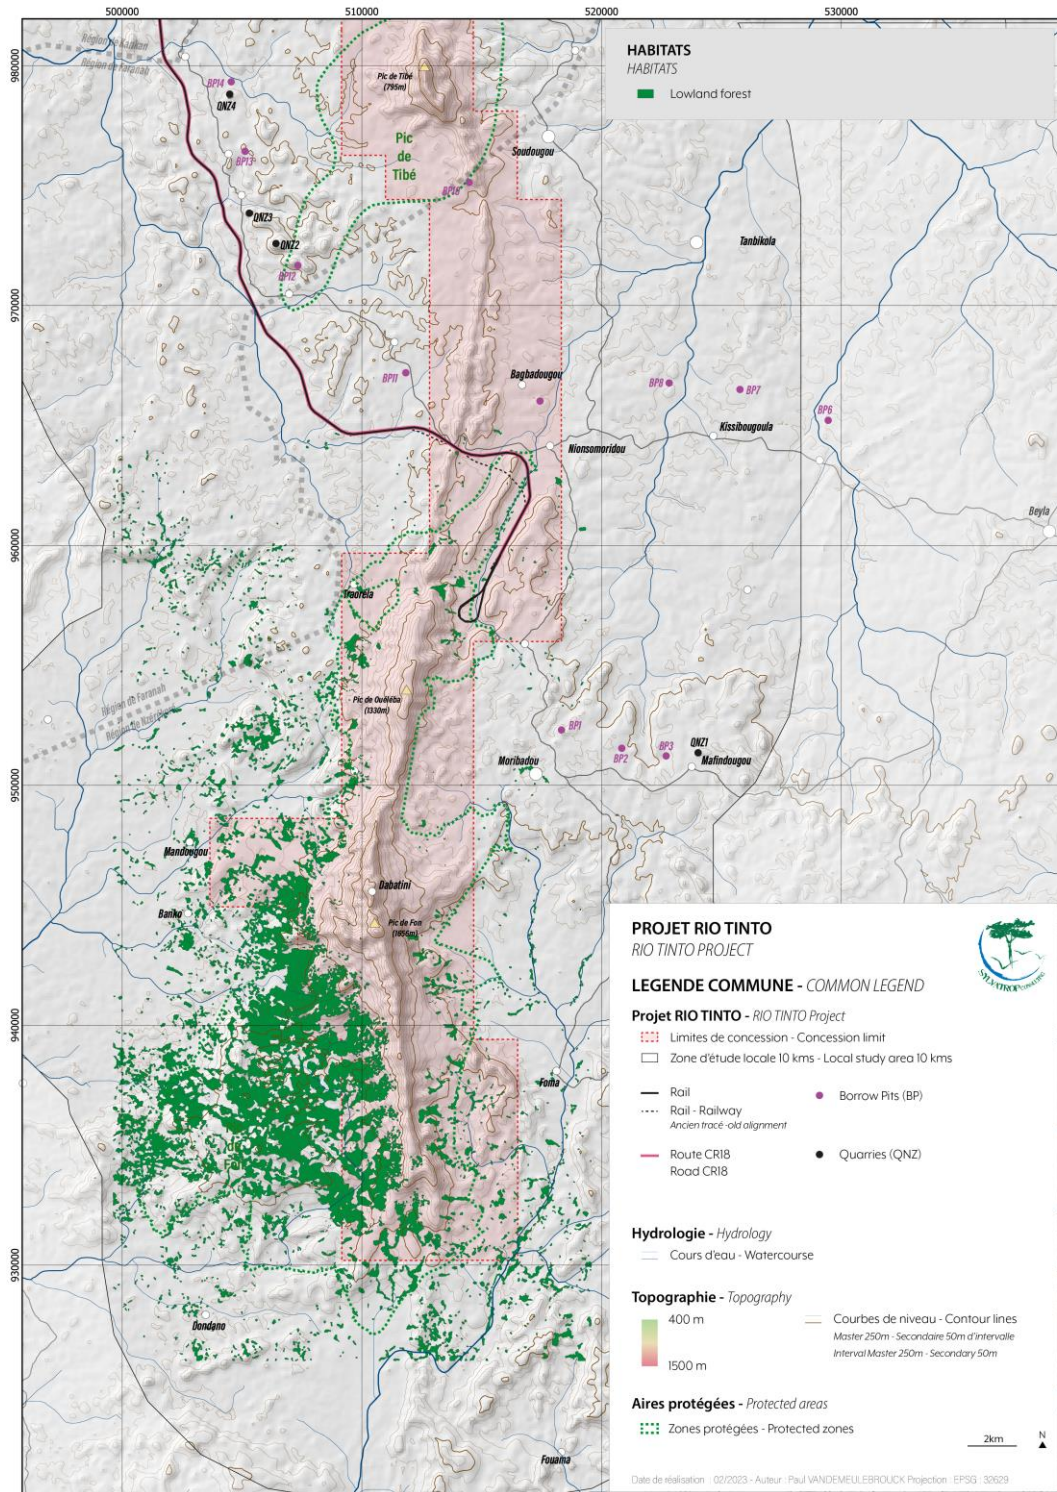 500000
510000
520000
530000
980000
970000
960000
950000
940000
930000
Région de Kankan
Région de Faranah
BP14
QNZ4
BP13
QNZ3
QNZ2
BP12
Pic de Tibé
(795m)
Pic
de
Tibé
BP16
Soudougou
Tanbikola
BP11
Bagbadougou
BP8
BP7
BP6
Kissibougoula
Nionsomoridou
Beyla
Traoréla
Région de Faranah
Pic de Ouéléba
(1330m)
BP1
BP2
BP3
QNZ1
Mafindougou
Moribadou
Mandougou
Banko
Dabatini
Pic de Fon
(1656m)
Foma
Dondano
Fouama
HABITATS
HABITATS
Lowland forest
PROJET RIO TINTO
RIO TINTO PROJECT
SYLVATROP CONSULTING
LEGENDE COMMUNE - COMMON LEGEND
Projet RIO TINTO - RIO TINTO Project
Limites de concession - Concession limit
Zone d'étude locale 10 kms - Local study area 10 kms
Rail
Rail - Railway
Ancien tracé -old alignment
Borrow Pits (BP)
Route CR18
Road CR18
Quarries (QNZ)
Hydrologie - Hydrology
Cours d'eau - Watercourse
Topographie - Topography
400 m
1500 m
Courbes de niveau - Contour lines
Master 250m - Secondaire 50m d'intervalle
Interval Master 250m - Secondary 50m
Aires protégées - Protected areas
Zones protégées - Protected zones
2km
N
Date de réalisation : 02/2023 - Auteur : Paul VANDEMEULEBROUCK Projection : EPSG : 32629